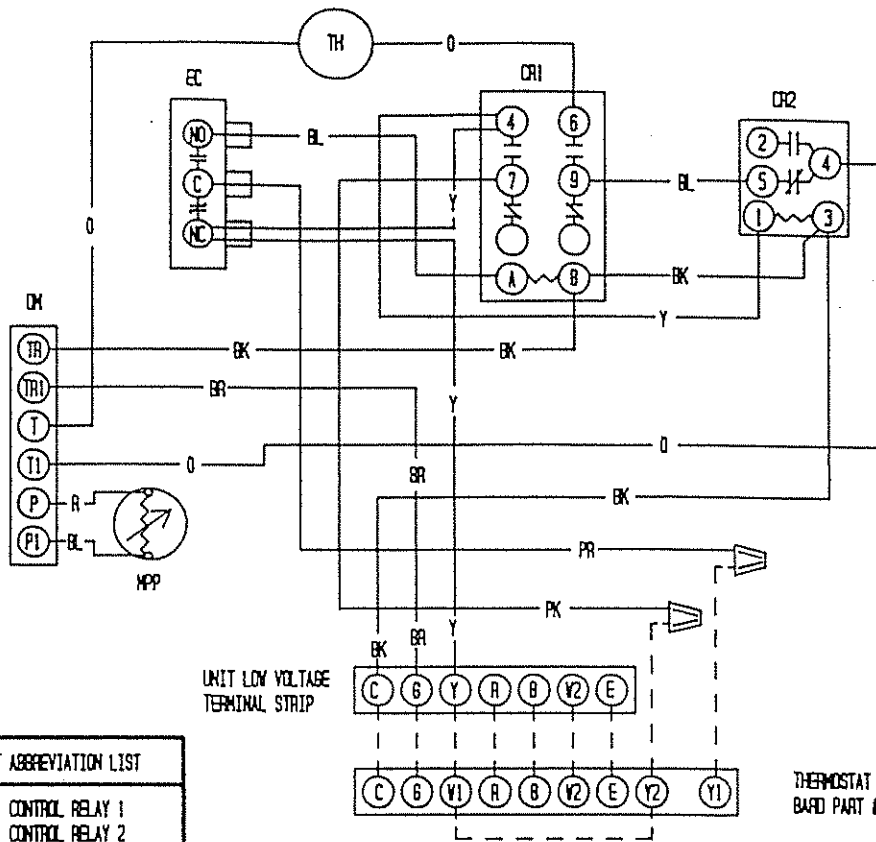 TH
O
O
EC
CR1
CR2
NO
BL
4
6
2
4
C
7
9
BL
5
Y
NC
1
3
O
A
B
BK
Y
DM
TR
BK
BK
TR1
BR
Y
T
T1
O
BR
O
P
R
BK
P1
BL
PR
MPP
PK
BK
BR
Y
UNIT LOW VOLTAGE
TERMINAL STRIP
C G Y R B W2 E
ABBREVIATION LIST
C G W1 R B W2 E Y2 Y1
THERMOSTAT
BARD PART
CONTROL RELAY 1
CONTROL RELAY 2